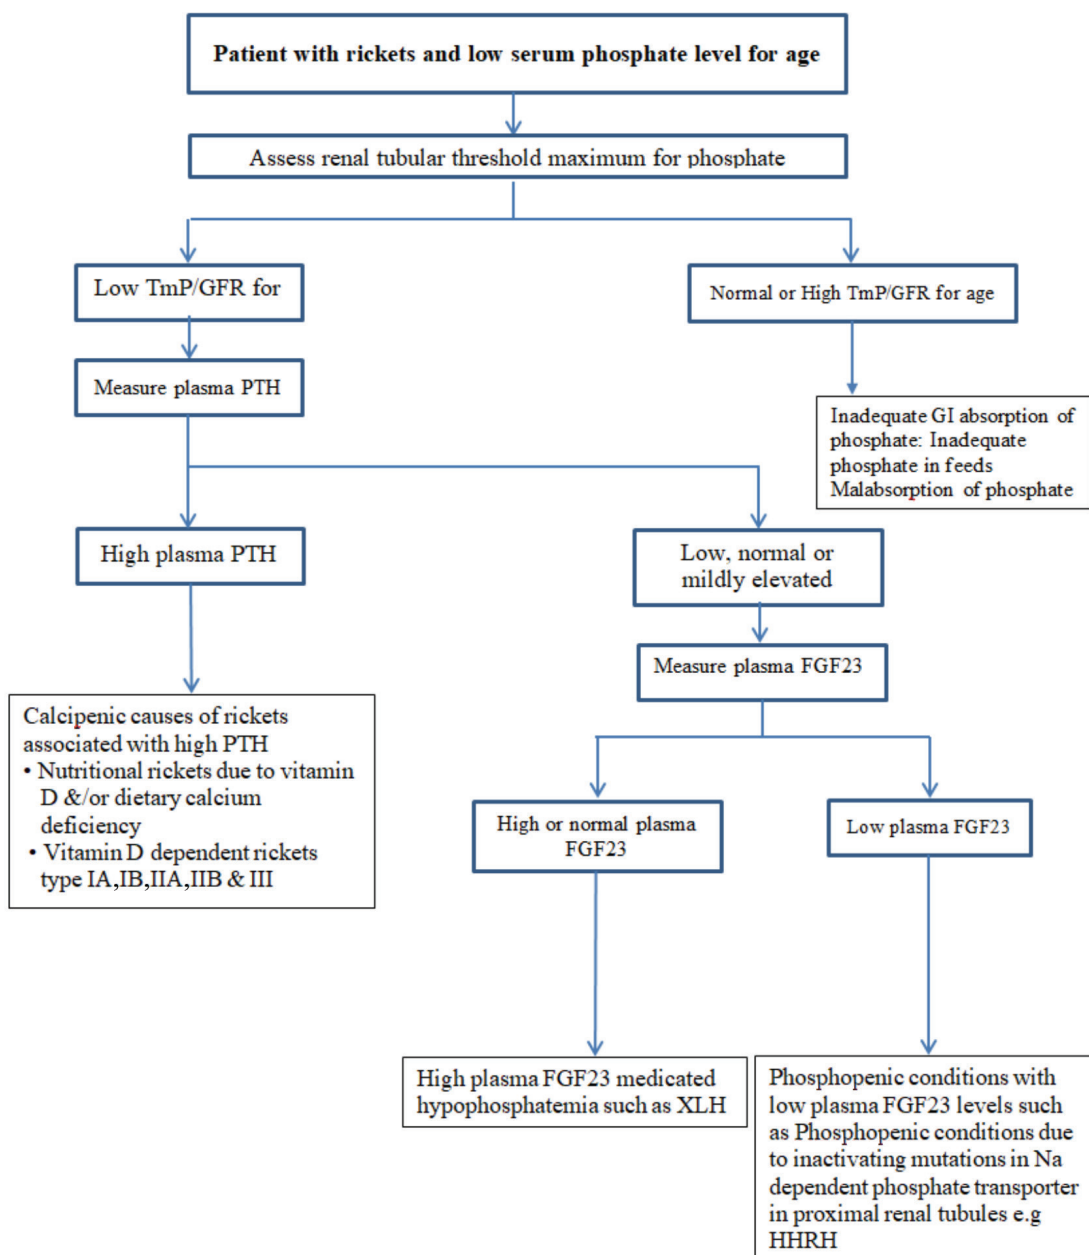 Patient with rickets and low serum phosphate level for age
Assess renal tubular threshold maximum for phosphate
Low TmP/GFR for
Normal or High TmP/GFR for age
Measure plasma PTH
Inadequate GI absorption of
phosphate: Inadequate
phosphate in feeds
Malabsorption of phosphate
High plasma PTH
Low, normal or
mildly elevated
Measure plasma FGF23
Calcipenic causes of rickets
associated with high PTH
• Nutritional rickets due to vitamin
D &/or dietary calcium
deficiency
• Vitamin D dependent rickets
type IA,IB,IIA,IIB & III
High or normal plasma
FGF23
Low plasma FGF23
High plasma FGF23 medicated
hypophosphatemia such as XLH
Phosphopenic conditions with
low plasma FGF23 levels such
as Phosphopenic conditions due
to inactivating mutations in Na
dependent phosphate transporter
in proximal renal tubules e.g
HHRH